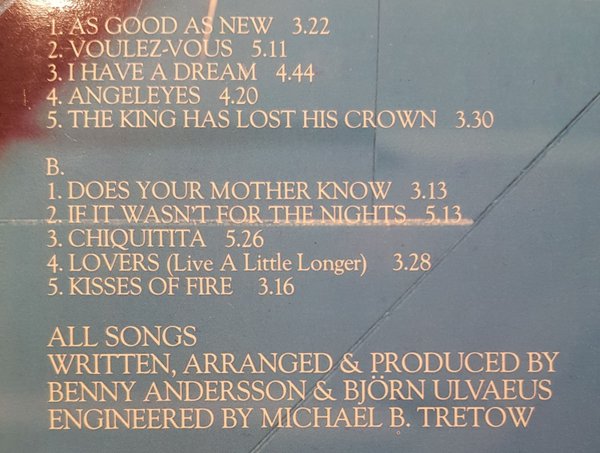 1. AS GOOD AS NEW 3.22
2. VOULEZ-VOUS 5.11
3. I HAVE A DREAM 4.44
4. ANGELEYES 4.20
5. THE KING HAS LOST HIS CROWN 3.30
B.
1. DOES YOUR MOTHER KNOW 3.13
2. IF IT WASN'T FOR THE NIGHTS 5.13
3. CHIQUITITA 5.26
4. LOVERS (Live A Little Longer) 3.28
5. KISSES OF FIRE 3.16
ALL SONGS
WRITTEN, ARRANGED & PRODUCED BY
BENNY ANDERSSON & BJÖRN ULVAEUS
ENGINEERED BY MICHAEL B. TRETOW